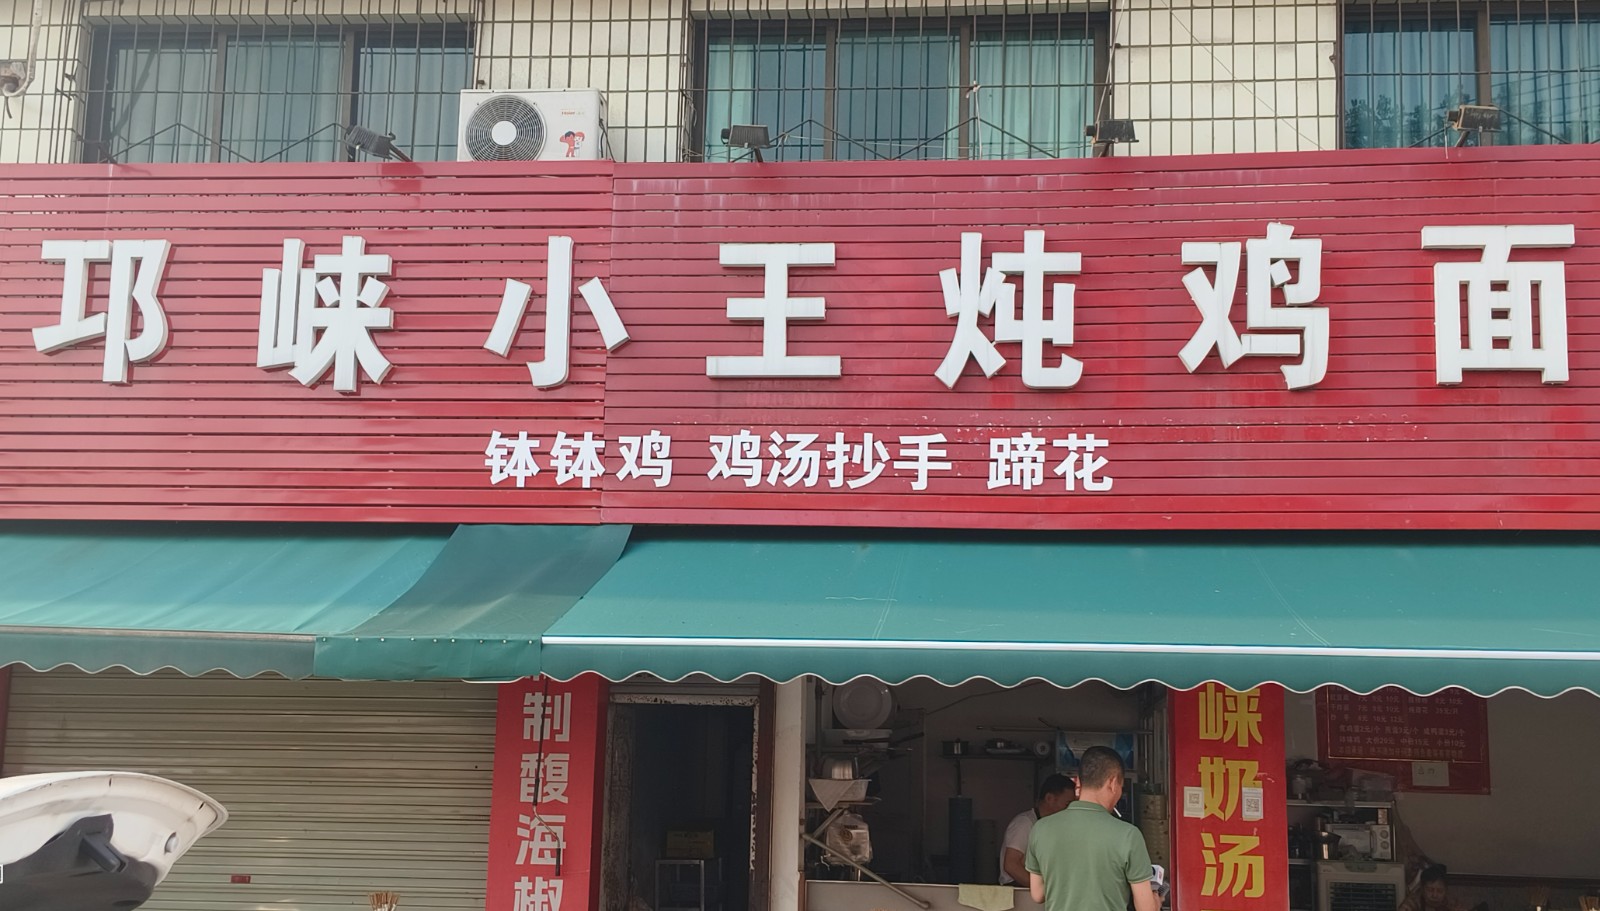 邛崃小王炖鸡面
钵钵鸡 鸡汤抄手 蹄花
制馥海椒
崃奶汤